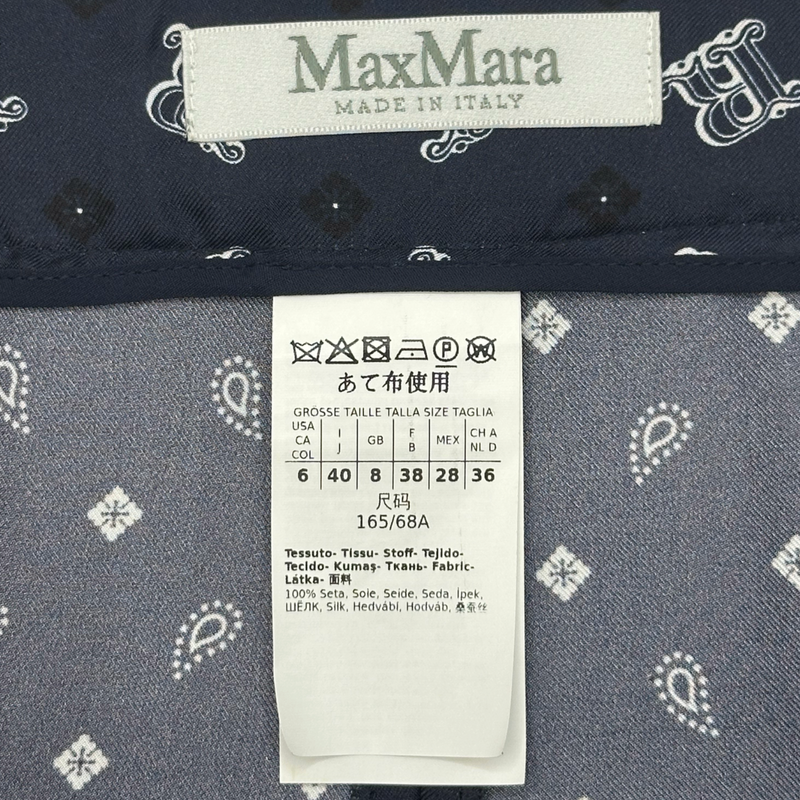 MaxMara
MADE IN ITALY
P W
あて布使用
GRÖSSE TAILLE TALLA SIZE TAGLIA
USA CA COL | I J | GB | F B | MEX | CH A NL D
6 | 40 | 8 | 38 | 28 | 36
尺码
165/68A
Tessuto- Tissu- Stoff- Tejido-
Tecido- Kumaş- Ткань- Fabric-
Látka- 面料
100% Seta, Soie, Seide, Seda, İpek,
ШЁЛК, Silk, Hedvábí, Hodváb, 桑蚕丝